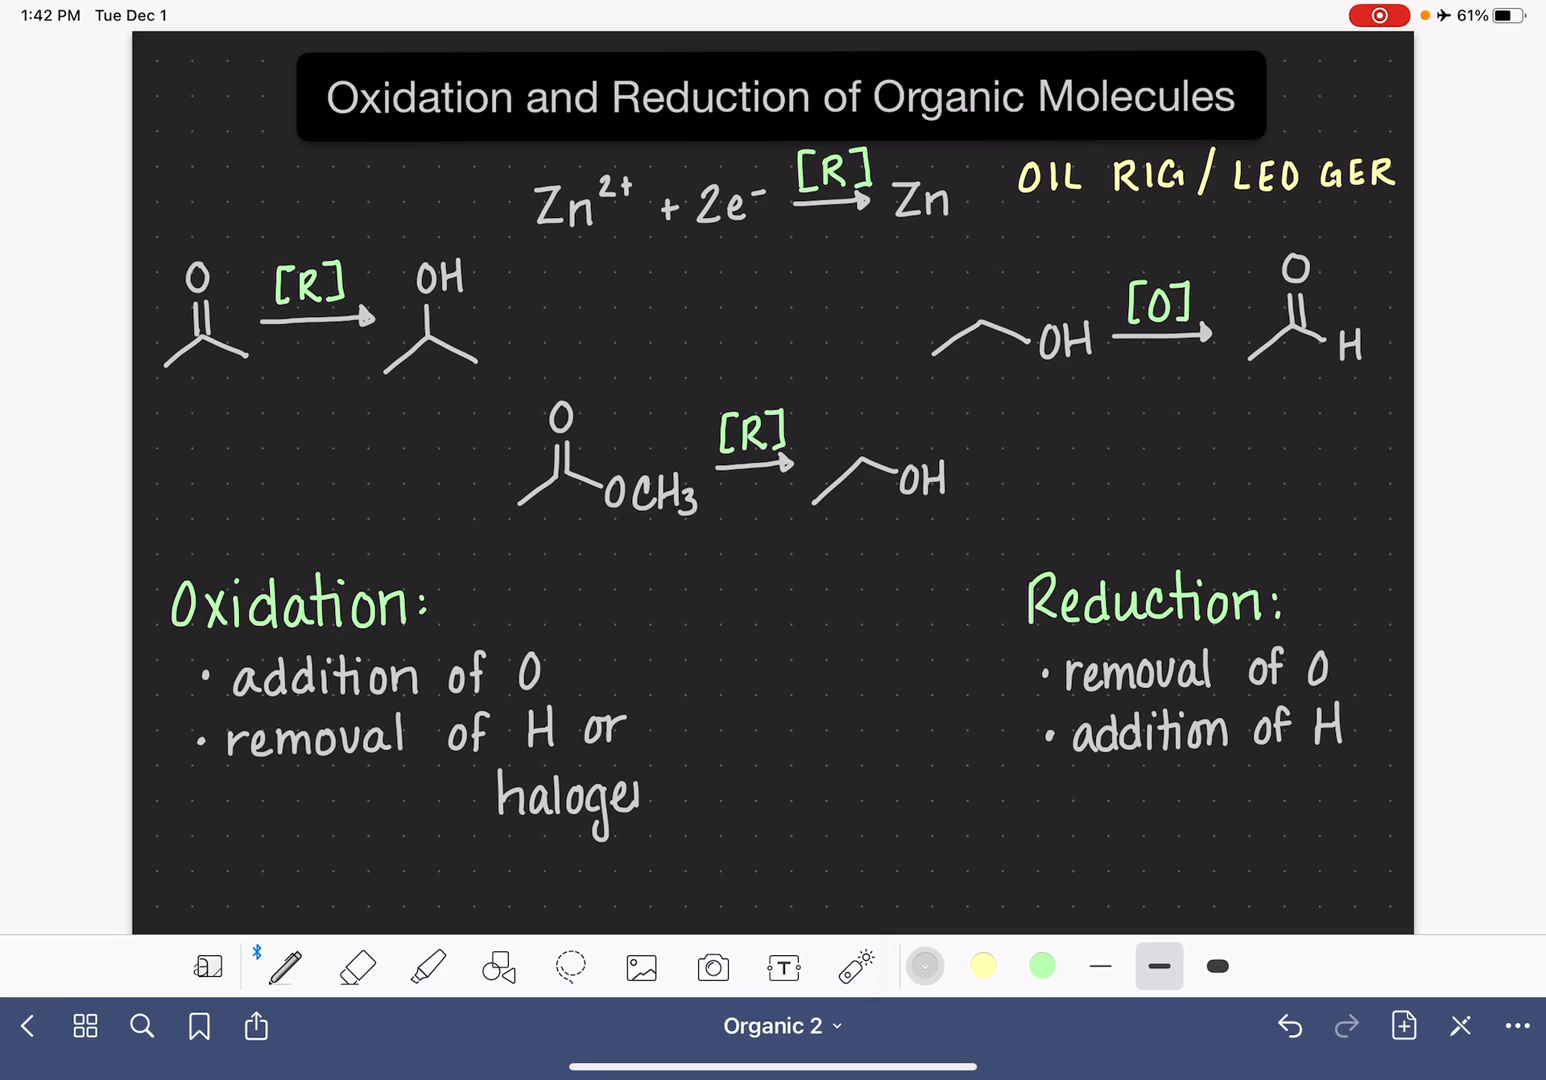 1:42 PM Tue Dec 1
61%
Oxidation and Reduction of Organic Molecules
Zn2+ + 2e- [R] Zn
OIL RIG / LEO GER
O [R] OH
OH [O] O H
O OCH3 [R] OH
Oxidation:
• addition of O
• removal of H or
haloge
Reduction:
• removal of O
• addition of H
T
Organic 2